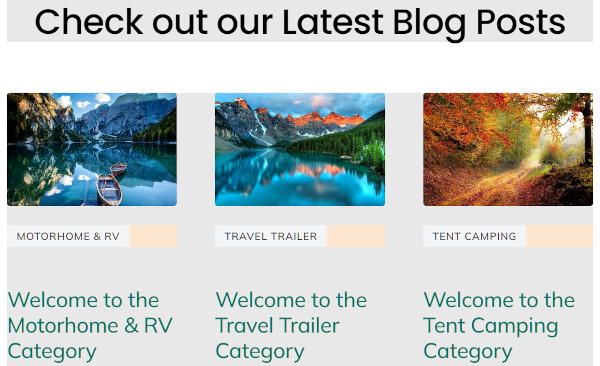 Check out our Latest Blog Posts
MOTORHOME & RV
TRAVEL TRAILER
TENT CAMPING
Welcome to the
Motorhome & RV
Category
Welcome to the
Travel Trailer
Category
Welcome to the
Tent Camping
Category